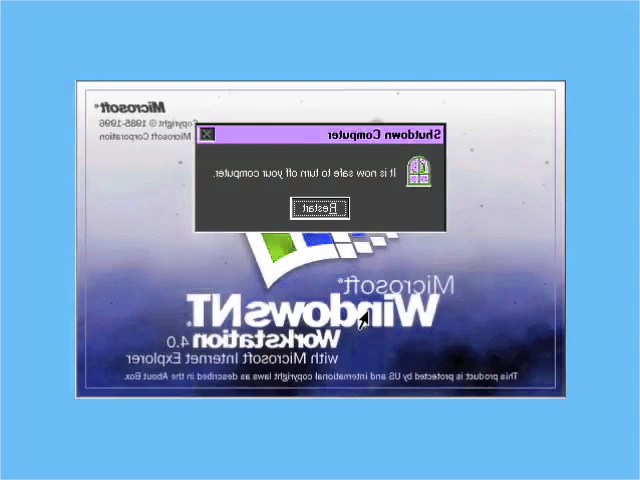 Microsoft®
Copyright © 1985-1996
Microsoft Corporation
Shutdown Computer
It is now safe to turn off your computer.
Restart
Microsoft®
Windows NT®
Workstation 4.0
with Microsoft Internet Explorer
This product is protected by US and international copyright laws as described in the About Box.